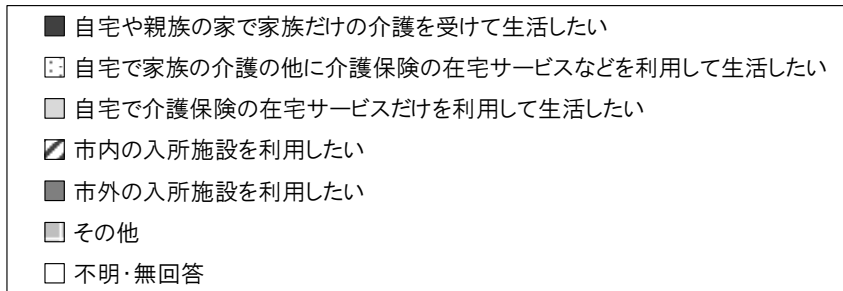 自宅や親族の家で家族だけの介護を受けて生活したい
自宅で家族の介護の他に介護保険の在宅サービスなどを利用して生活したい
自宅で介護保険の在宅サービスだけを利用して生活したい
市内の入所施設を利用したい
市外の入所施設を利用したい
その他
不明・無回答